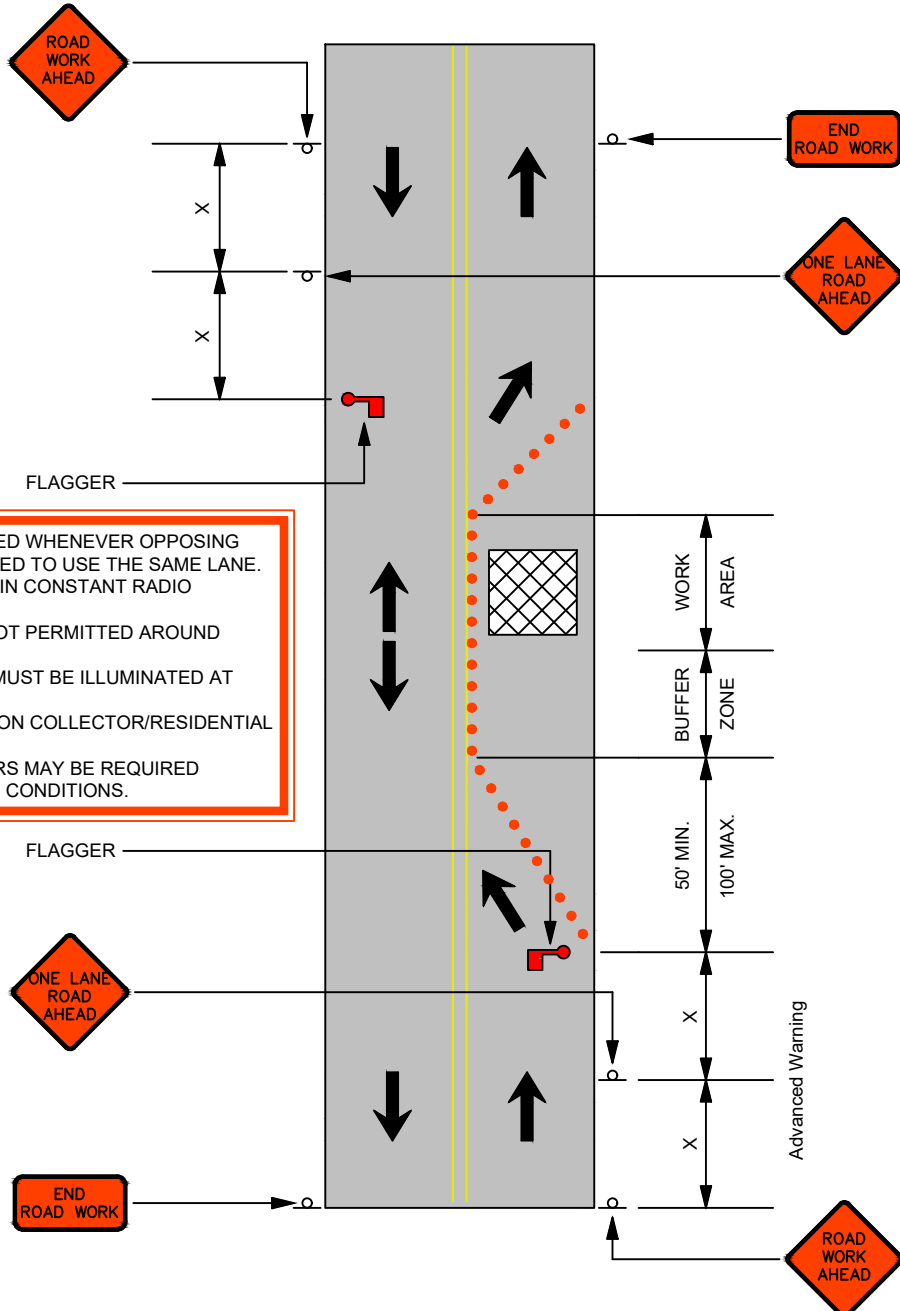 ROAD
WORK
AHEAD
END
ROAD WORK
X
ONE LANE
ROAD
AHEAD
X
FLAGGER
ED WHENEVER OPPOSING
ED TO USE THE SAME LANE.
IN CONSTANT RADIO
OT PERMITTED AROUND
MUST BE ILLUMINATED AT
ON COLLECTOR/RESIDENTIAL
RS MAY BE REQUIRED
CONDITIONS.
WORK
AREA
BUFFER
ZONE
FLAGGER
50' MIN.
100' MAX.
ONE LANE
ROAD
AHEAD
X
Advanced Warning
X
END
ROAD WORK
ROAD
WORK
AHEAD